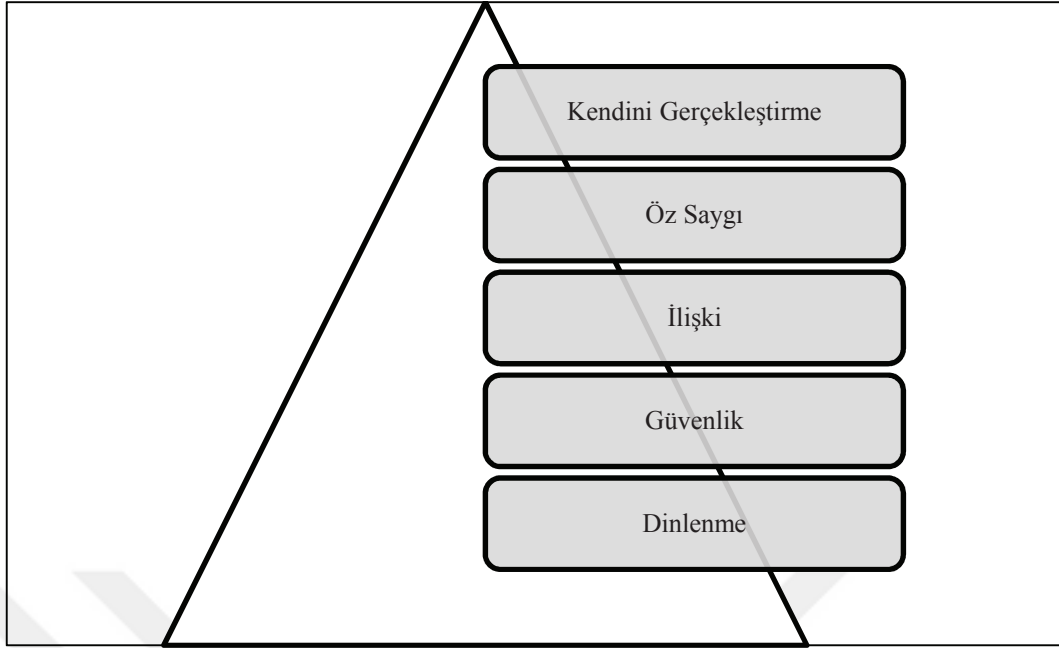 Kendini Gerçekleştirme
Öz Saygı
İlişki
Güvenlik
Dinlenme